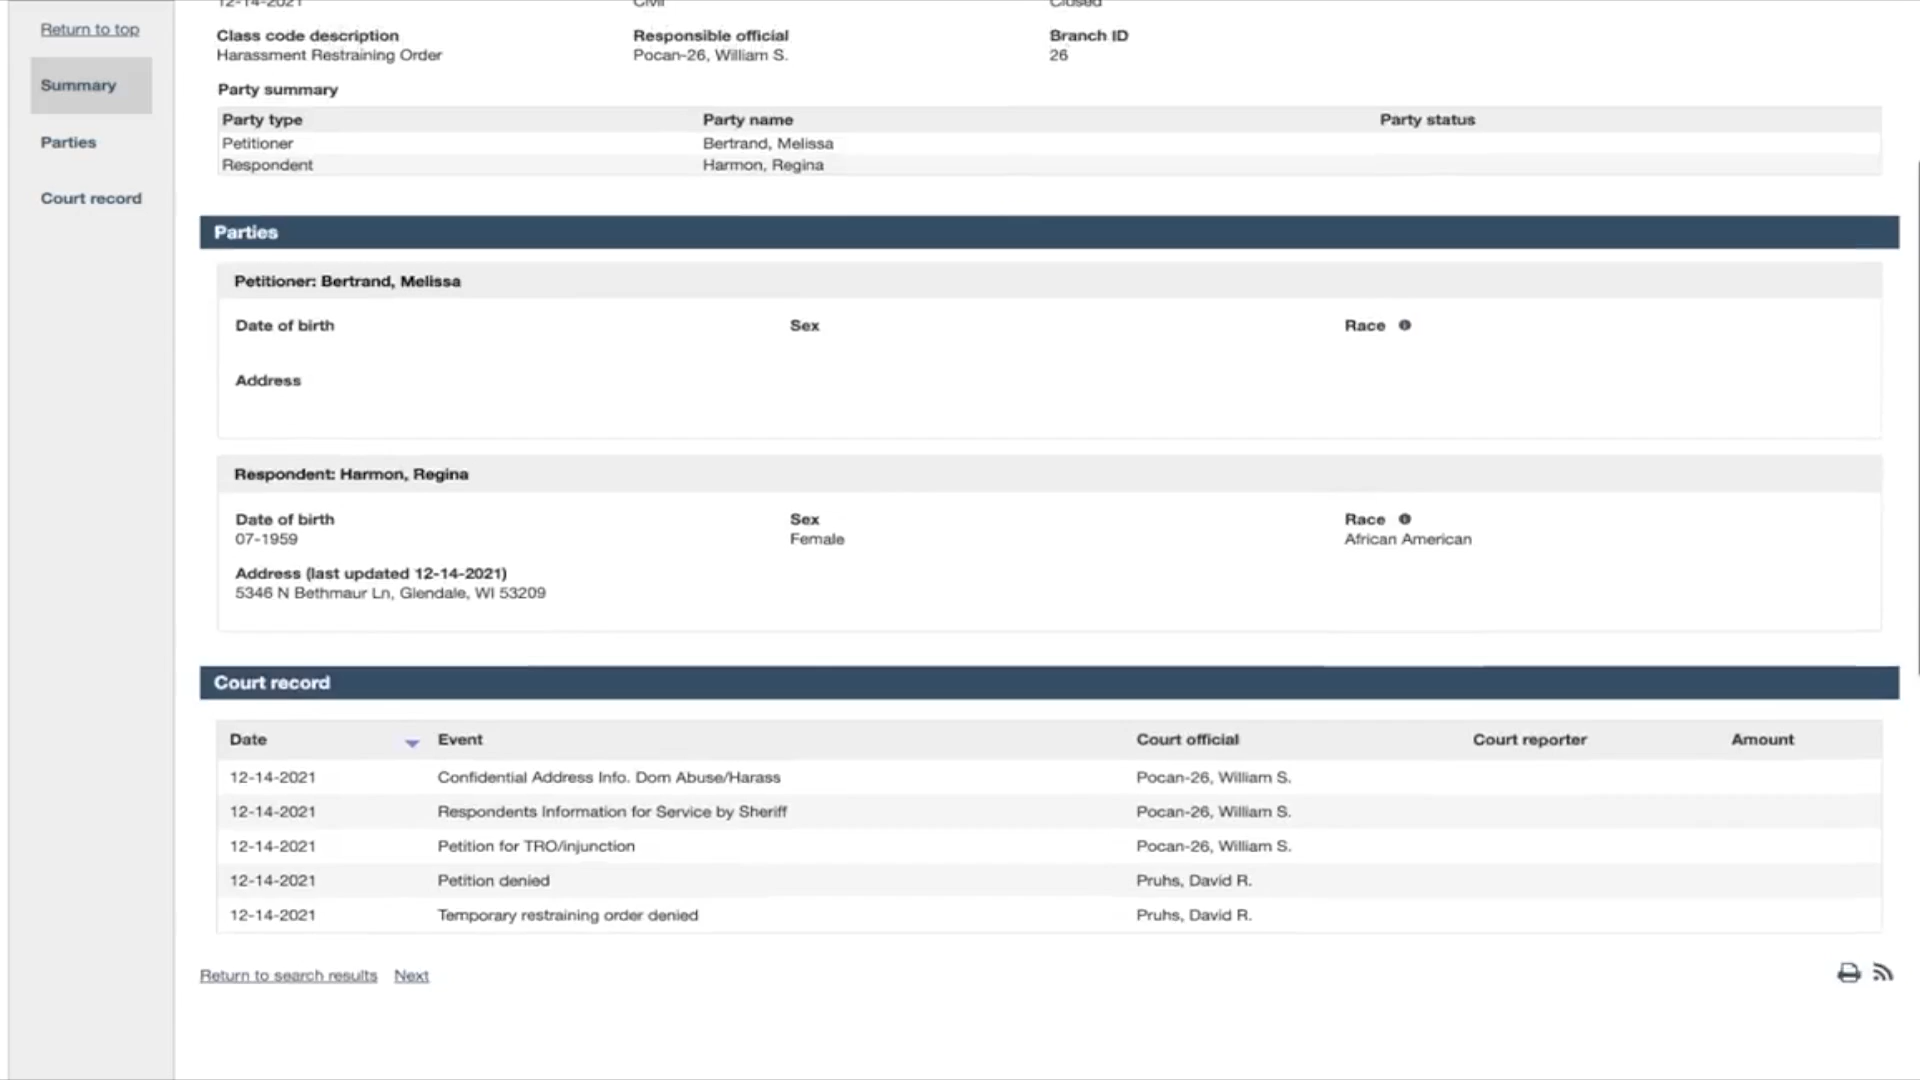 12-14-2021 Civil Closed
Return to top
Class code description Responsible official Branch ID
Harassment Restraining Order Pocan-26, William S. 26
Summary
Party summary
Party type Party name Party status
Parties
Petitioner Bertrand, Melissa
Respondent Harmon, Regina
Court record
Parties
Petitioner: Bertrand, Melissa
Date of birth Sex Race
Address
Respondent: Harmon, Regina
Date of birth Sex Race
07-1959 Female African American
Address (last updated 12-14-2021)
5346 N Bethmaur Ln, Glendale, WI 53209
Court record
Date Event Court official Court reporter Amount
12-14-2021 Confidential Address Info. Dom Abuse/Harass Pocan-26, William S.
12-14-2021 Respondents Information for Service by Sheriff Pocan-26, William S.
12-14-2021 Petition for TRO/injunction Pocan-26, William S.
12-14-2021 Petition denied Pruhs, David R.
12-14-2021 Temporary restraining order denied Pruhs, David R.
Return to search results Next